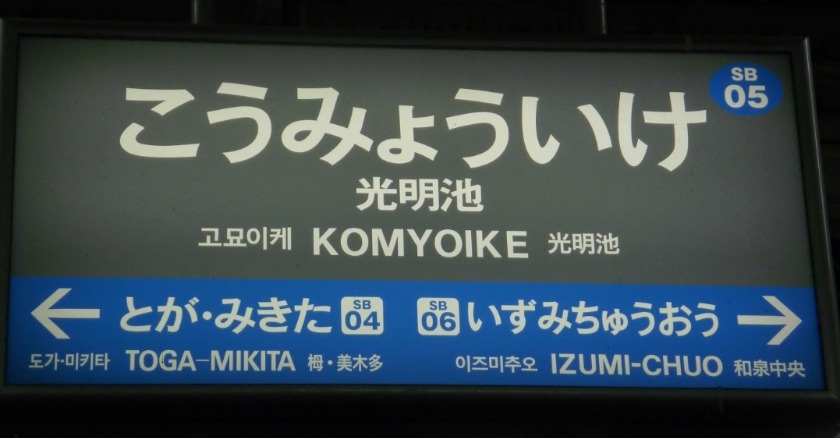 SB
05
こうみょういけ
光明池
고묘이케 KOMYOIKE 光明池
← とが・みきた SB 04 SB 06 いずみちゅうおう →
도가·미키타 TOGA-MIKITA 栂・美木多 이즈미추오 IZUMI-CHUO 和泉中央